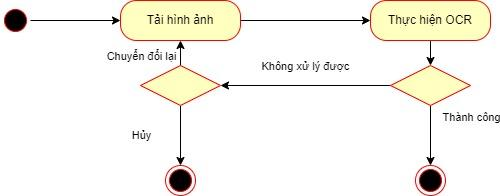 Tải hình ảnh
Thực hiện OCR
Chuyển đổi lại
Không xử lý được
Thành công
Hủy